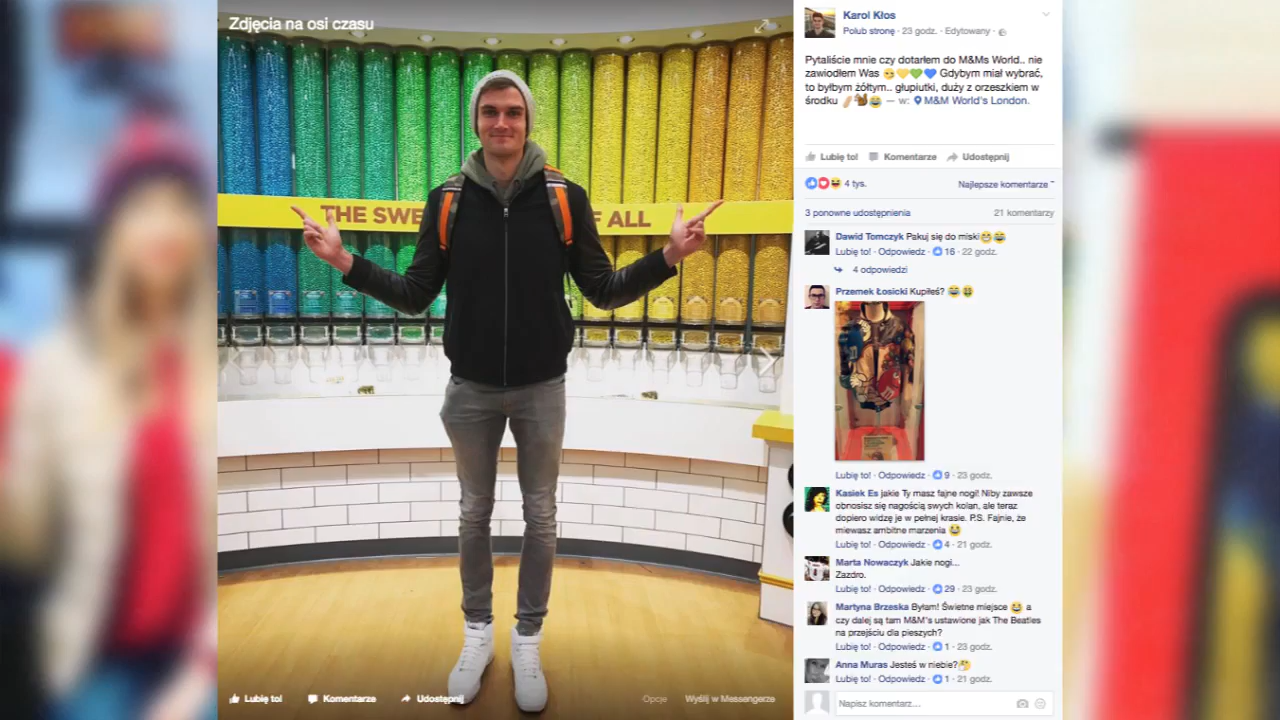 Zdjęcia na osi czasu
THE SWE
F ALL
Lubię to! Komentarze Udostępnij
Opcje Wyślij w Messengerze
Karol Kłos
Polub stronę · 23 godz. · Edytowany ·
Pytaliście mnie czy dotarłem do M&Ms World.. nie
zawiodłem Was 😏💛💚💙 Gdybym miał wybrać,
to byłbym żółtym.. głupiutki, duży z orzeszkiem w
środku 🥜🐿😂 — w: M&M World's London.
Lubię to! Komentarze Udostępnij
4 tys.
Najlepsze komentarze
3 ponowne udostępnienia
21 komentarzy
Dawid Tomczyk Pakuj się do miski😁😂
Lubię to! · Odpowiedz · 16 · 22 godz.
4 odpowiedzi
Przemek Łosicki Kupiłeś? 😂
Lubię to! · Odpowiedz · 9 · 23 godz.
Kasiek Es jakie Ty masz fajne nogi! Niby zawsze
obnosisz się nagością swych kolan, ale teraz
dopiero widzę je w pełnej krasie. P.S. Fajnie, że
miewasz ambitne marzenia 😂
Lubię to! · Odpowiedz · 4 · 21 godz.
Marta Nowaczyk Jakie nogi...
Zazdro.
Lubię to! · Odpowiedz · 29 · 23 godz.
Martyna Brzeska Byłam! Świetne miejsce 😂 a
czy dalej są tam M&M's ustawione jak The Beatles
na przejściu dla pieszych?
Lubię to! · Odpowiedz · 1 · 23 godz.
Anna Muras Jesteś w niebie?🤔
Lubię to! · Odpowiedz · 1 · 21 godz.
Napisz komentarz...